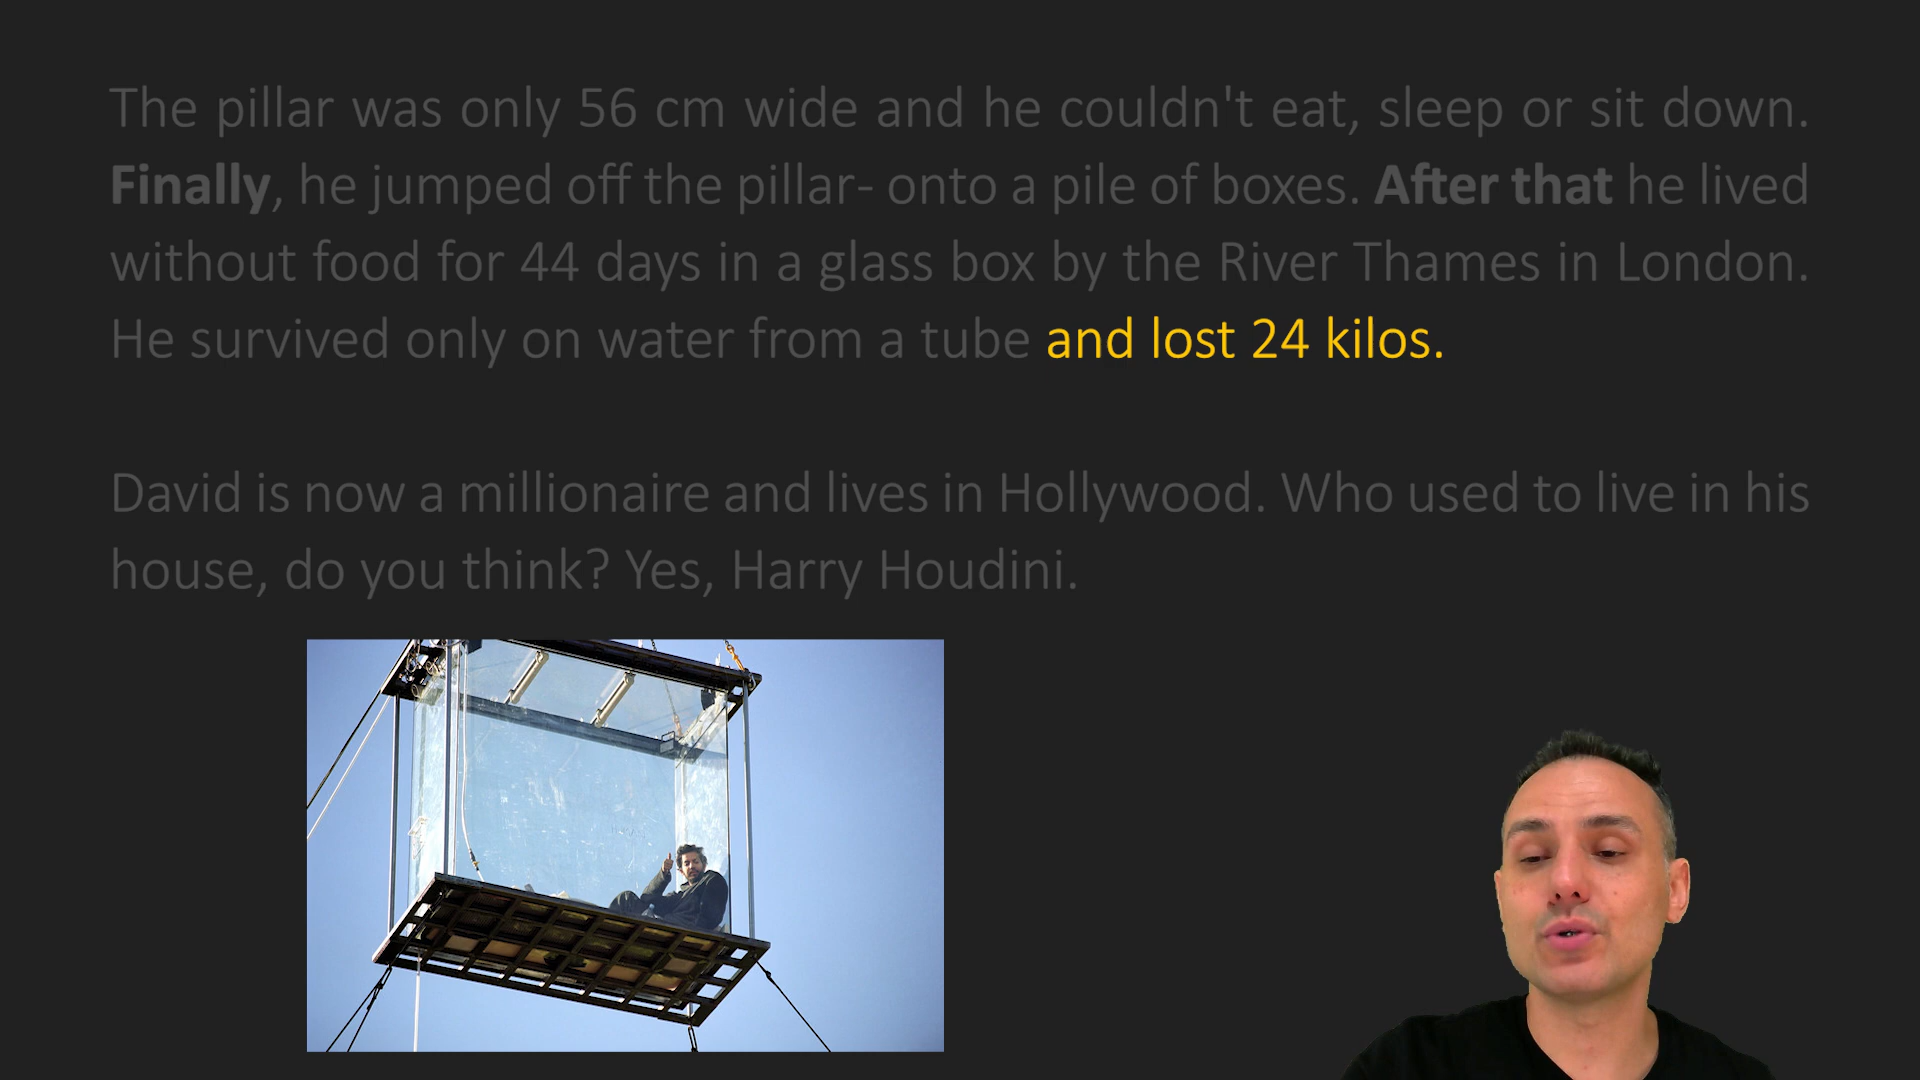 The pillar was only 56 cm wide and he couldn't eat, sleep or sit down.
Finally, he jumped off the pillar- onto a pile of boxes. After that he lived
without food for 44 days in a glass box by the River Thames in London.
He survived only on water from a tube and lost 24 kilos.
David is now a millionaire and lives in Hollywood. Who used to live in his
house, do you think? Yes, Harry Houdini.